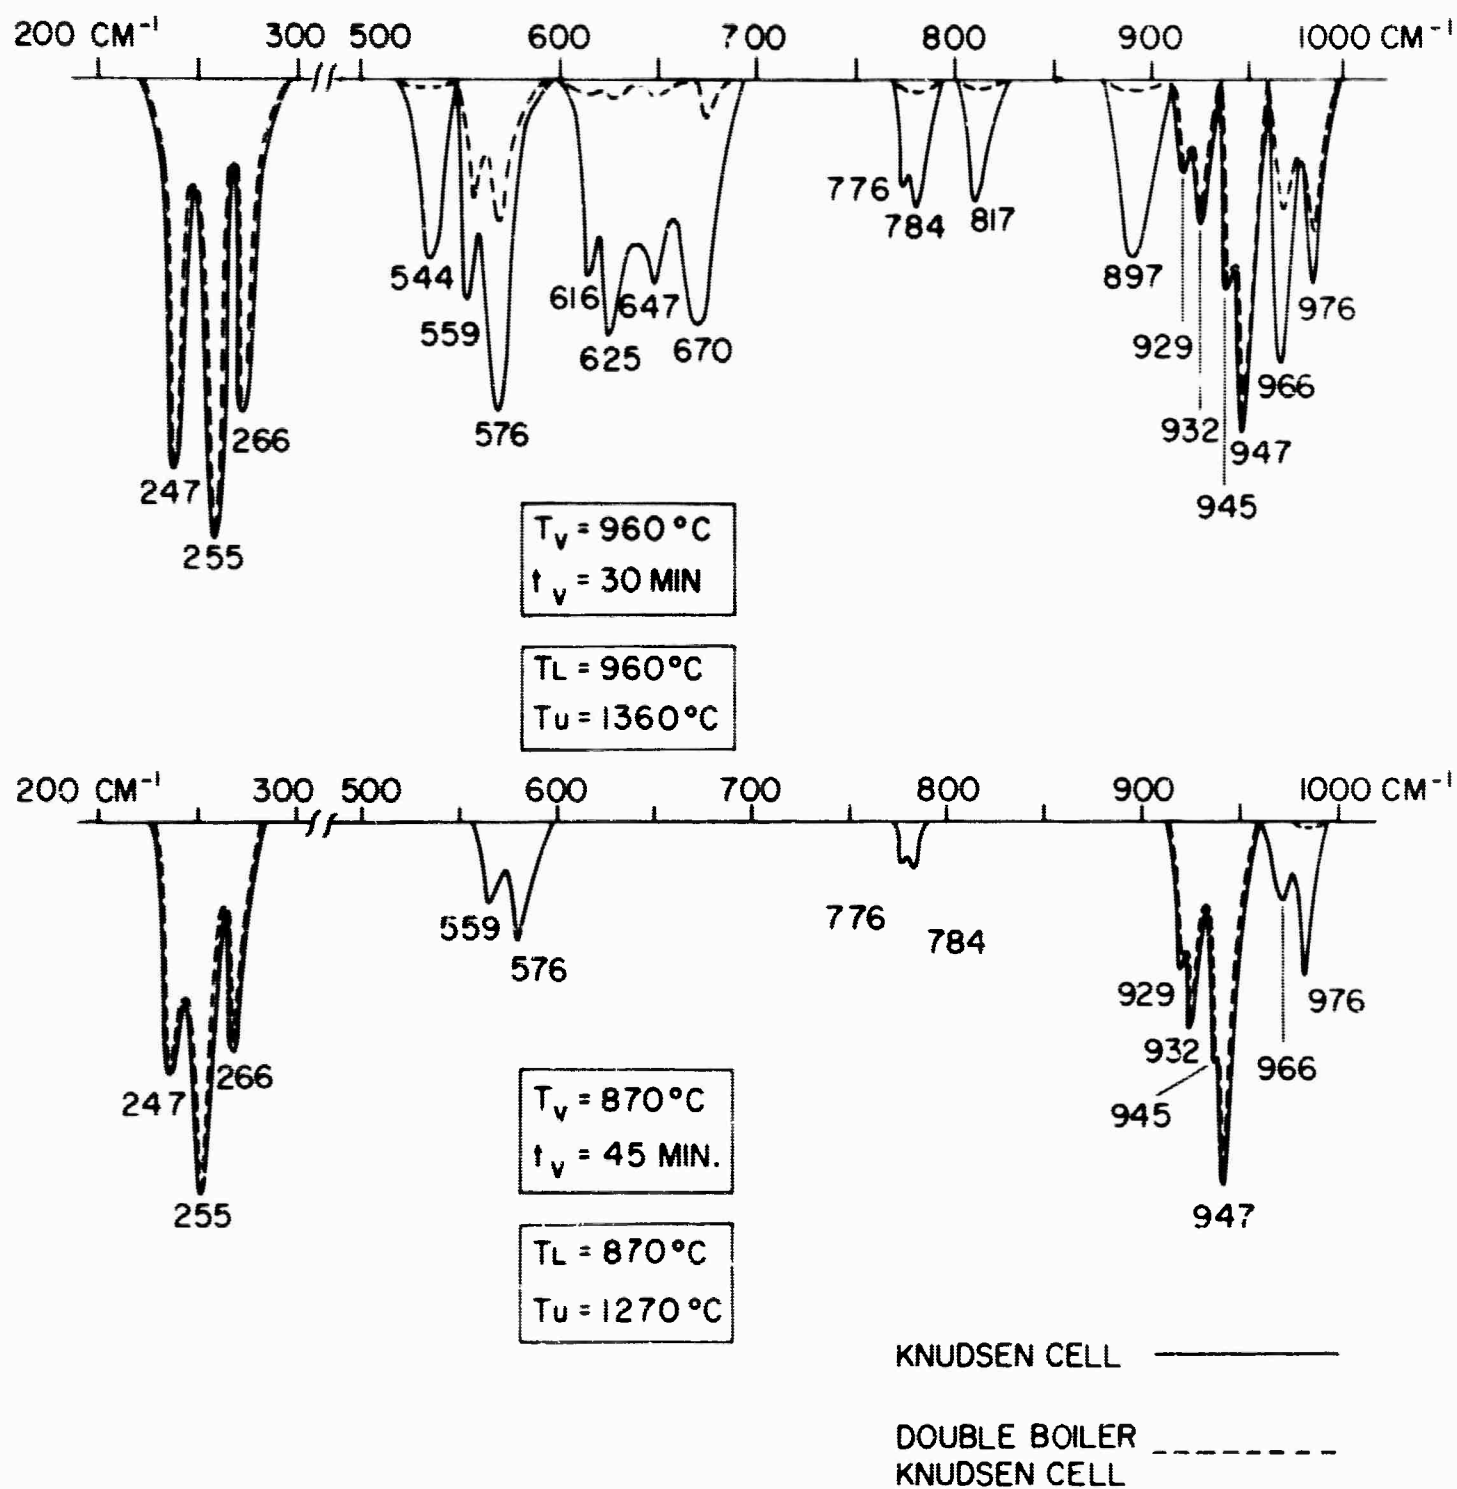 200 CM⁻¹ 300 500 600 700 800 900 1000 CM⁻¹
776
784 817
544 897
616 647 976
559 625 670 929
966
576 266 932 947
247 945
255
Tv = 960 °C
tv = 30 MIN
TL = 960°C
Tu = 1360°C
200 CM⁻¹ 300 500 600 700 800 900 1000 CM⁻¹
559 776
576 784
929 976
932 966
247 266
945
255 947
Tv = 870°C
tv = 45 MIN.
TL = 870°C
Tu = 1270 °C
KNUDSEN CELL
DOUBLE BOILER
KNUDSEN CELL